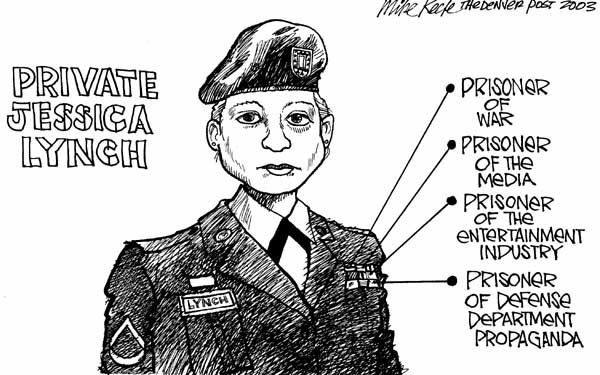 Mike Keefe THE DENVER POST 2003
PRIVATE
JESSICA
LYNCH
PRISONER
OF
WAR
PRISONER
OF THE
MEDIA
PRISONER
OF THE
ENTERTAINMENT
INDUSTRY
PRISONER
OF DEFENSE
DEPARTMENT
PROPAGANDA
LYNCH